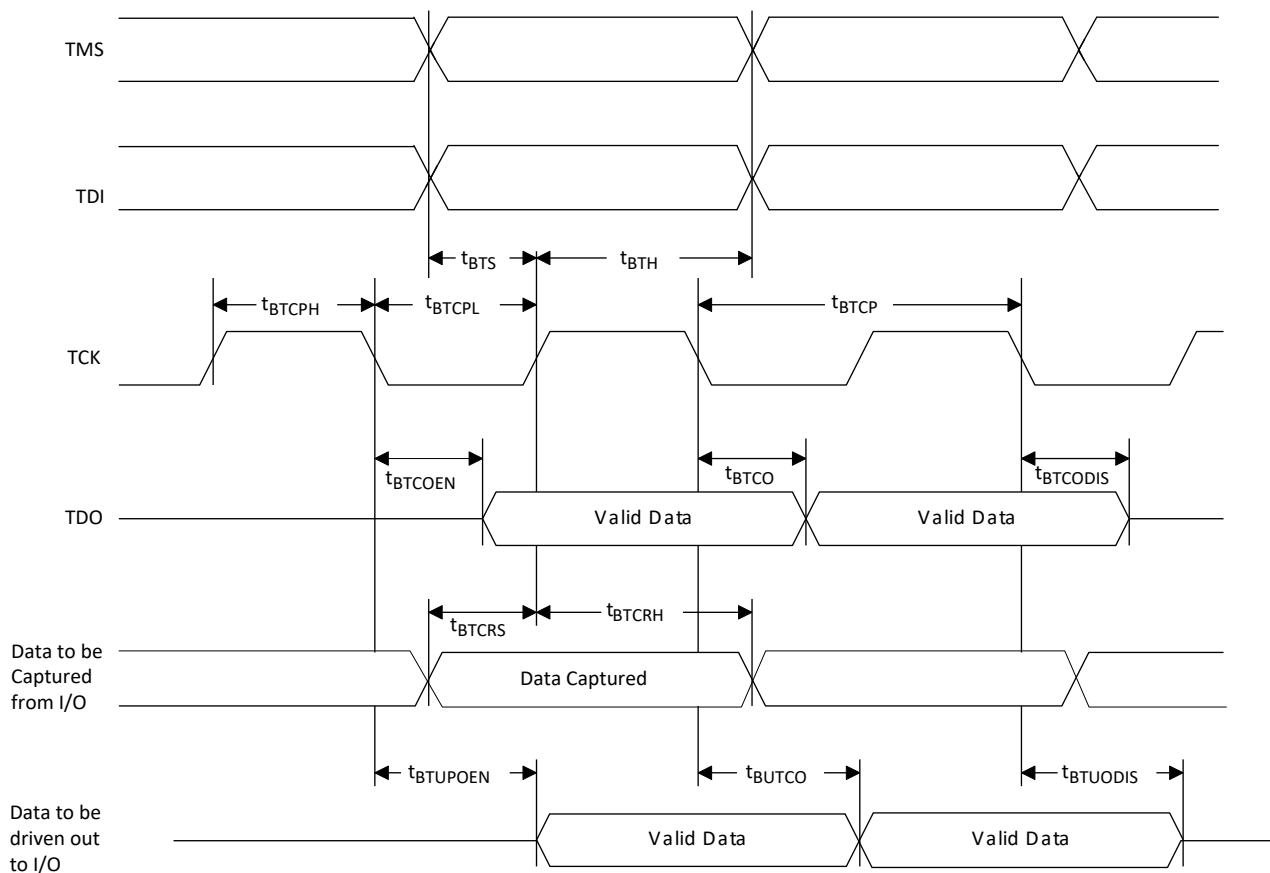 TMS
TDI
tBTS
tBTH
tBTCPH
tBTCPL
tBTCP
TCK
tBTCOEN
tBTCO
tBTCODIS
TDO
Valid Data
Valid Data
tBTCRS
tBTCRH
Data to be
Captured
from I/O
Data Captured
tBTUPOEN
tBUTCO
tBTUODIS
Data to be
driven out
to I/O
Valid Data
Valid Data